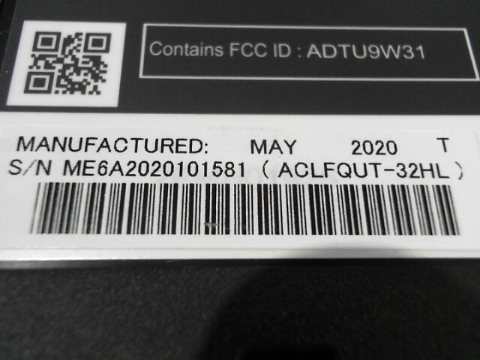 Contains FCC ID : ADTU9W31
MANUFACTURED: MAY 2020 T
S/N ME6A2020101581 ( ACLFQUT-32HL )